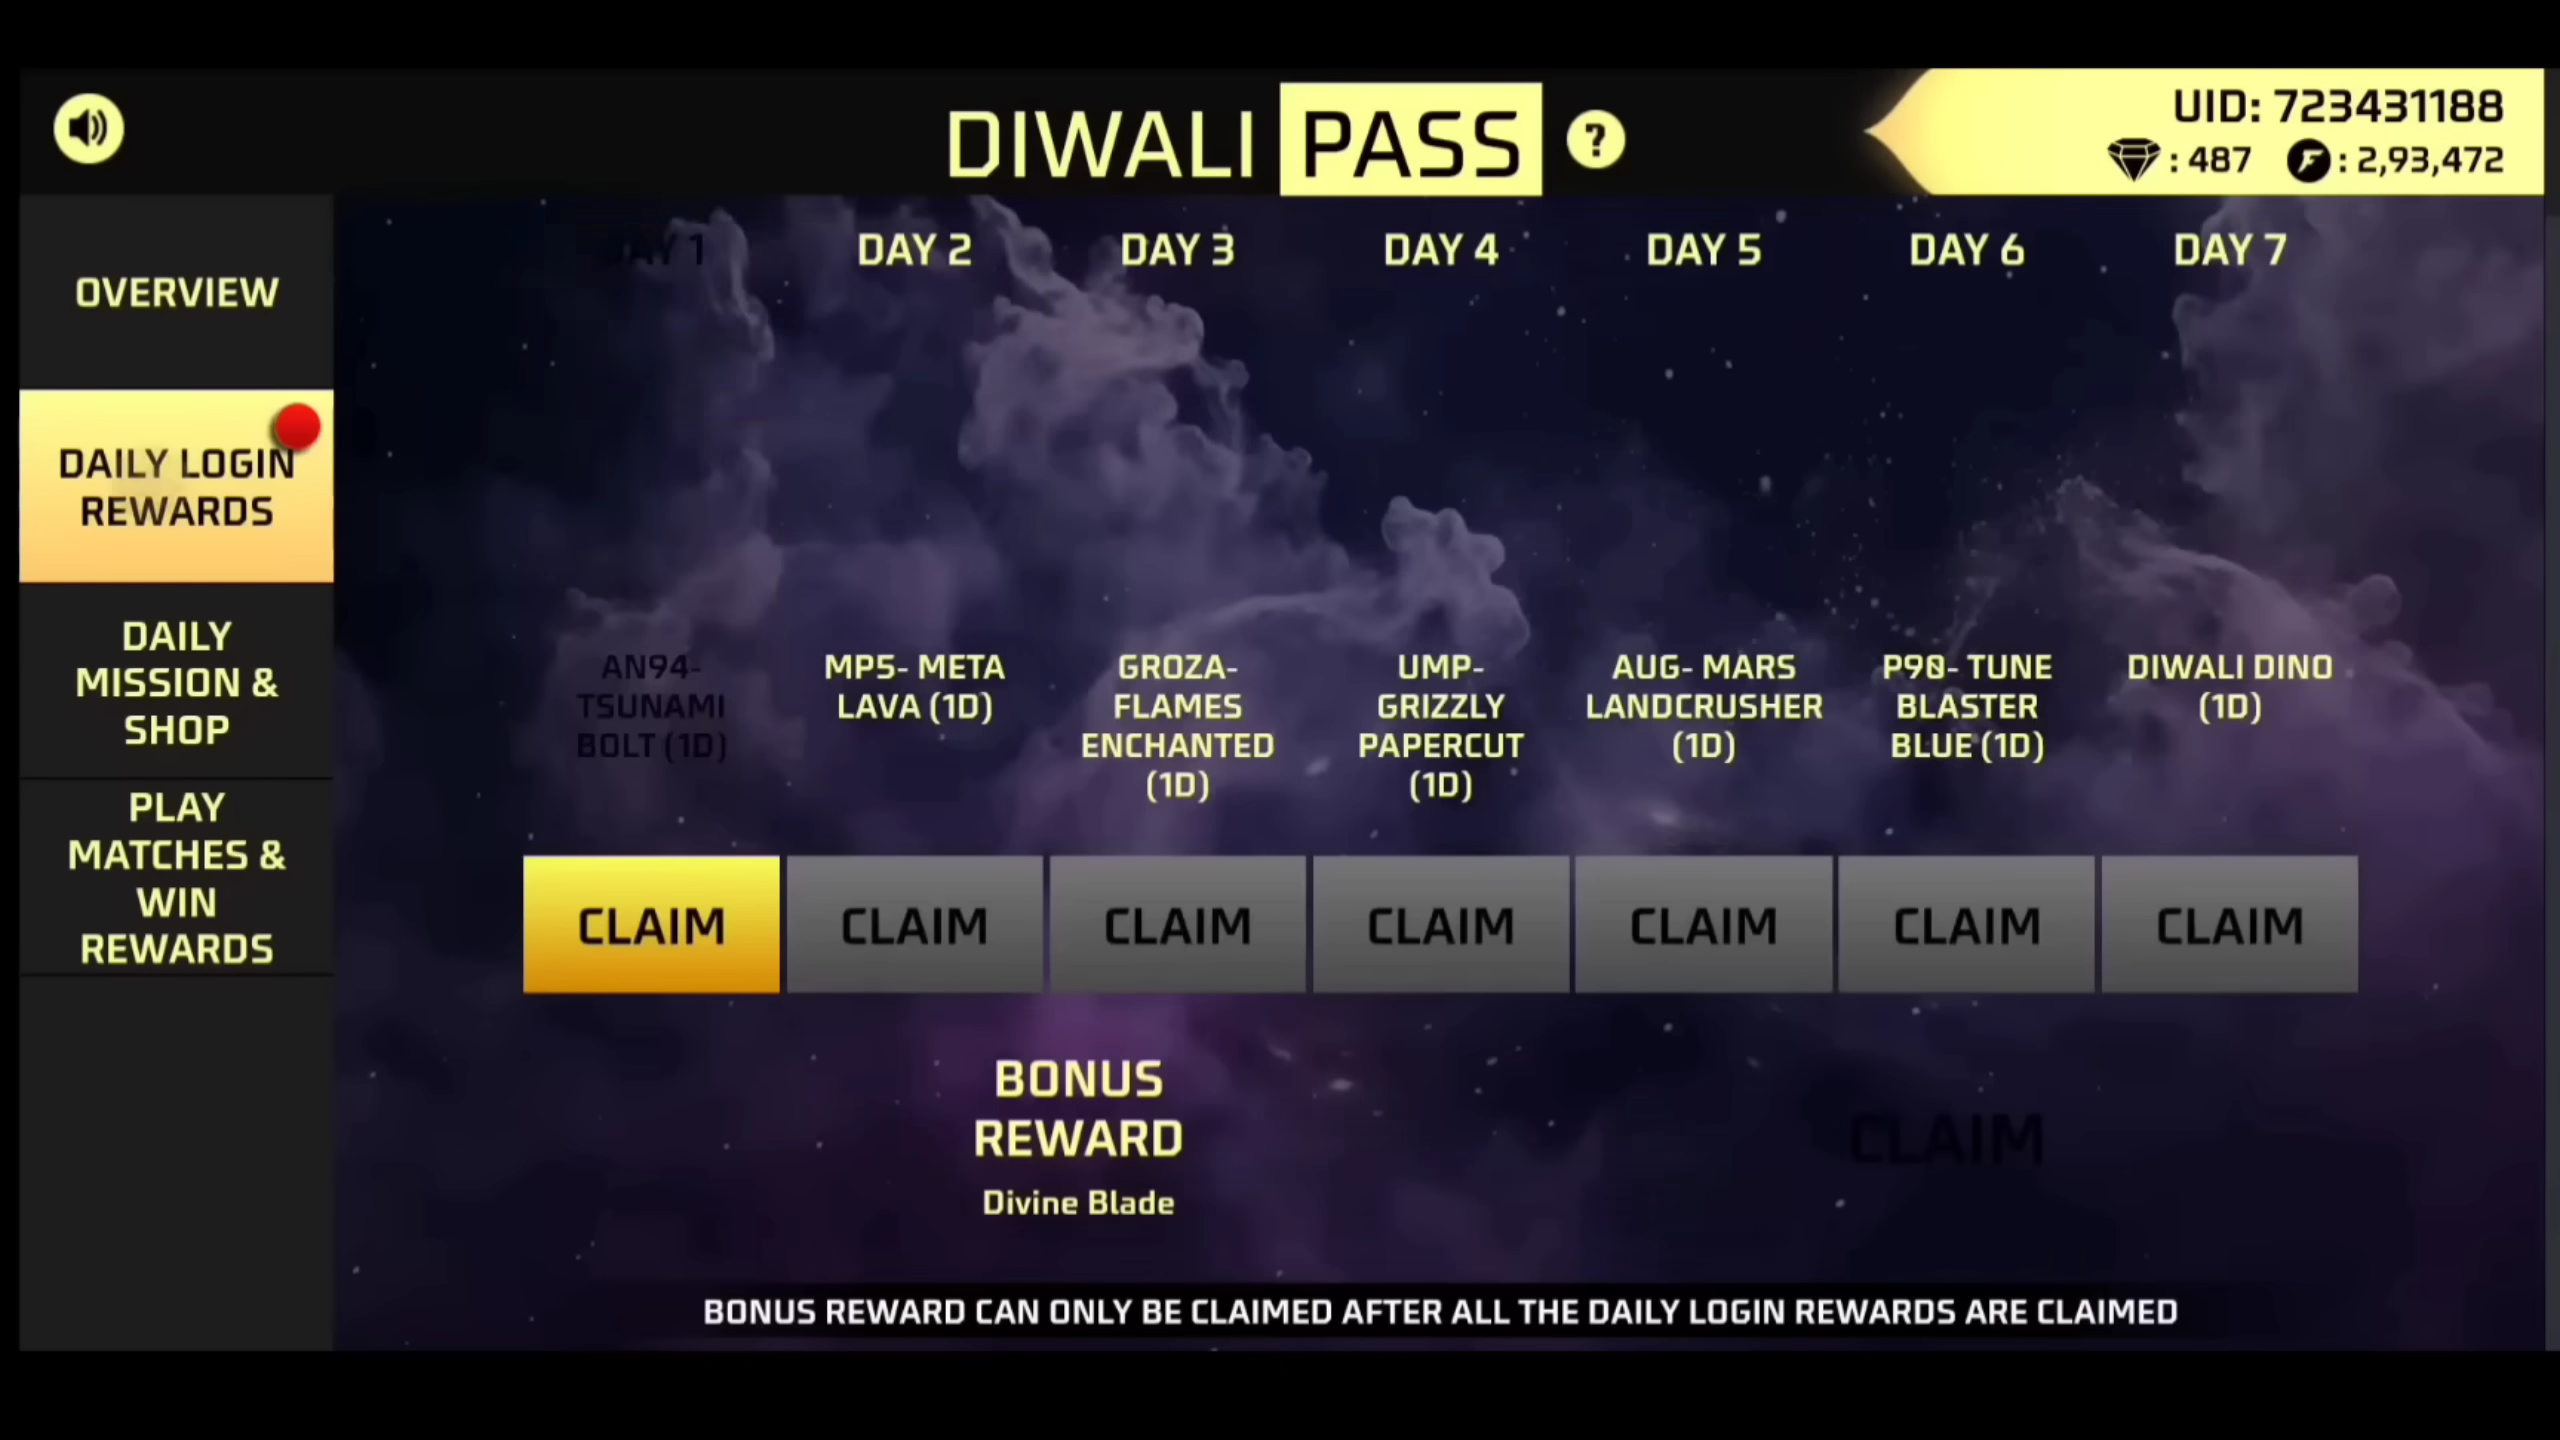 DIWALI PASS ?
UID: 723431188
: 487 F : 2,93,472
OVERVIEW
DAILY LOGIN
REWARDS
DAILY
MISSION &
SHOP
PLAY
MATCHES &
WIN
REWARDS
DAY 1
DAY 2
DAY 3
DAY 4
DAY 5
DAY 6
DAY 7
AN94-
TSUNAMI
BOLT (1D)
MP5- META
LAVA (1D)
GROZA-
FLAMES
ENCHANTED
(1D)
UMP-
GRIZZLY
PAPERCUT
(1D)
AUG- MARS
LANDCRUSHER
(1D)
P90- TUNE
BLASTER
BLUE (1D)
DIWALI DINO
(1D)
CLAIM
CLAIM
CLAIM
CLAIM
CLAIM
CLAIM
CLAIM
BONUS
REWARD
Divine Blade
CLAIM
BONUS REWARD CAN ONLY BE CLAIMED AFTER ALL THE DAILY LOGIN REWARDS ARE CLAIMED